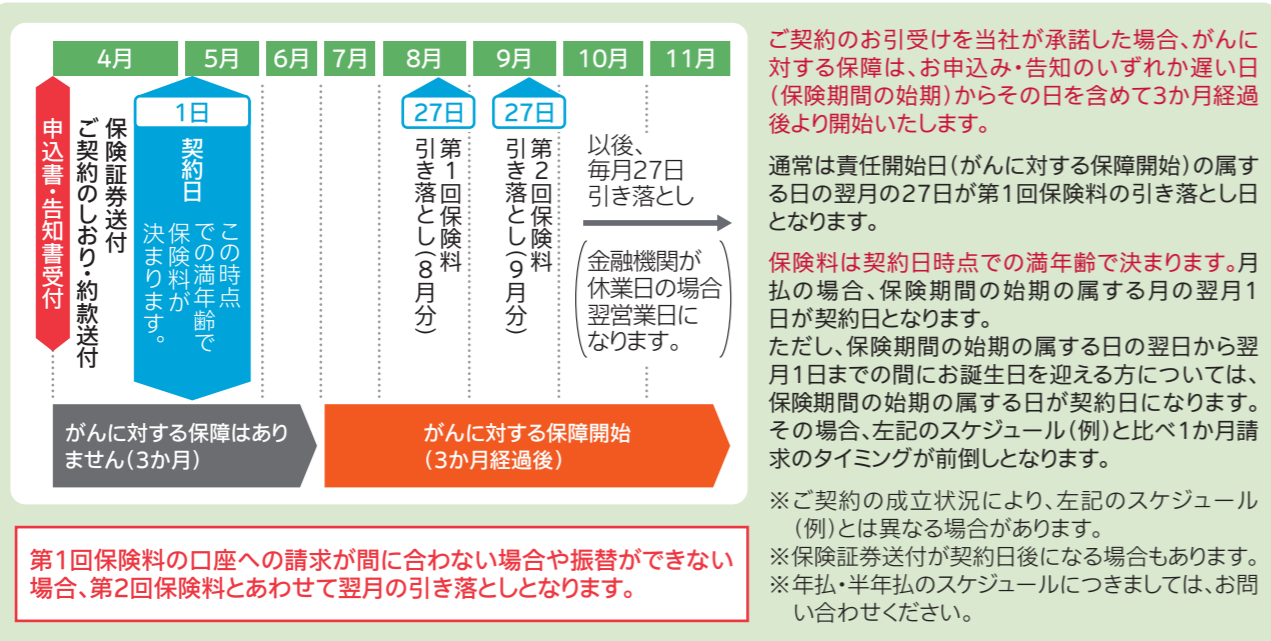 4月 5月 6月 7月 8月 9月 10月 11月
申込書・告知書受付
保険証券送付
ご契約のしおり・約款送付
1日
契約日
この時点
での満年齢で
保険料が
決まります。
27日
第1回保険料
引き落とし(8月分)
27日
第2回保険料
引き落とし(9月分)
以後、
毎月27日
引き落とし
(金融機関が
休業日の場合
翌営業日に
なります。)
がんに対する保障はあり
ません(3か月)
がんに対する保障開始
(3か月経過後)
第1回保険料の口座への請求が間に合わない場合や振替ができない
場合、第2回保険料とあわせて翌月の引き落としとなります。
ご契約のお引受けを当社が承諾した場合、がんに
対する保障は、お申込み・告知のいずれか遅い日
(保険期間の始期)からその日を含めて3か月経過
後より開始いたします。
通常は責任開始日(がんに対する保障開始)の属す
る日の翌月の27日が第1回保険料の引き落とし日
となります。
保険料は契約日時点での満年齢で決まります。月
払の場合、保険期間の始期の属する月の翌月1
日が契約日となります。
ただし、保険期間の始期の属する日の翌日から翌
月1日までの間にお誕生日を迎える方については、
保険期間の始期の属する日が契約日になります。
その場合、左記のスケジュール(例)と比べ1か月請
求のタイミングが前倒しとなります。
※ご契約の成立状況により、左記のスケジュール
(例)とは異なる場合があります。
※保険証券送付が契約日後になる場合もあります。
※年払・半年払のスケジュールにつきましては、お問
い合わせください。